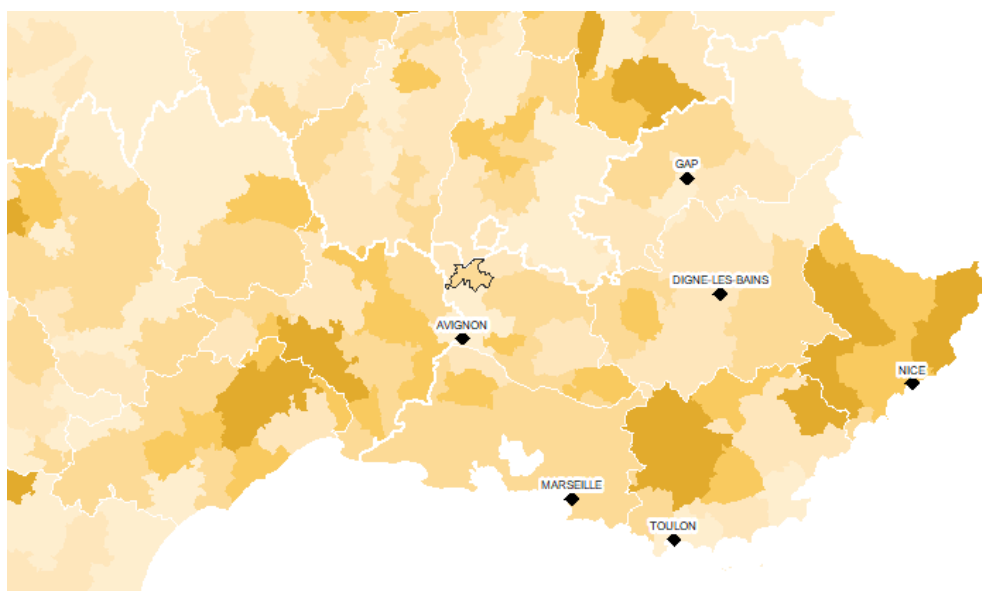 GAP
DIGNE-LES-BAINS
AVIGNON
NICE
MARSEILLE
TOULON